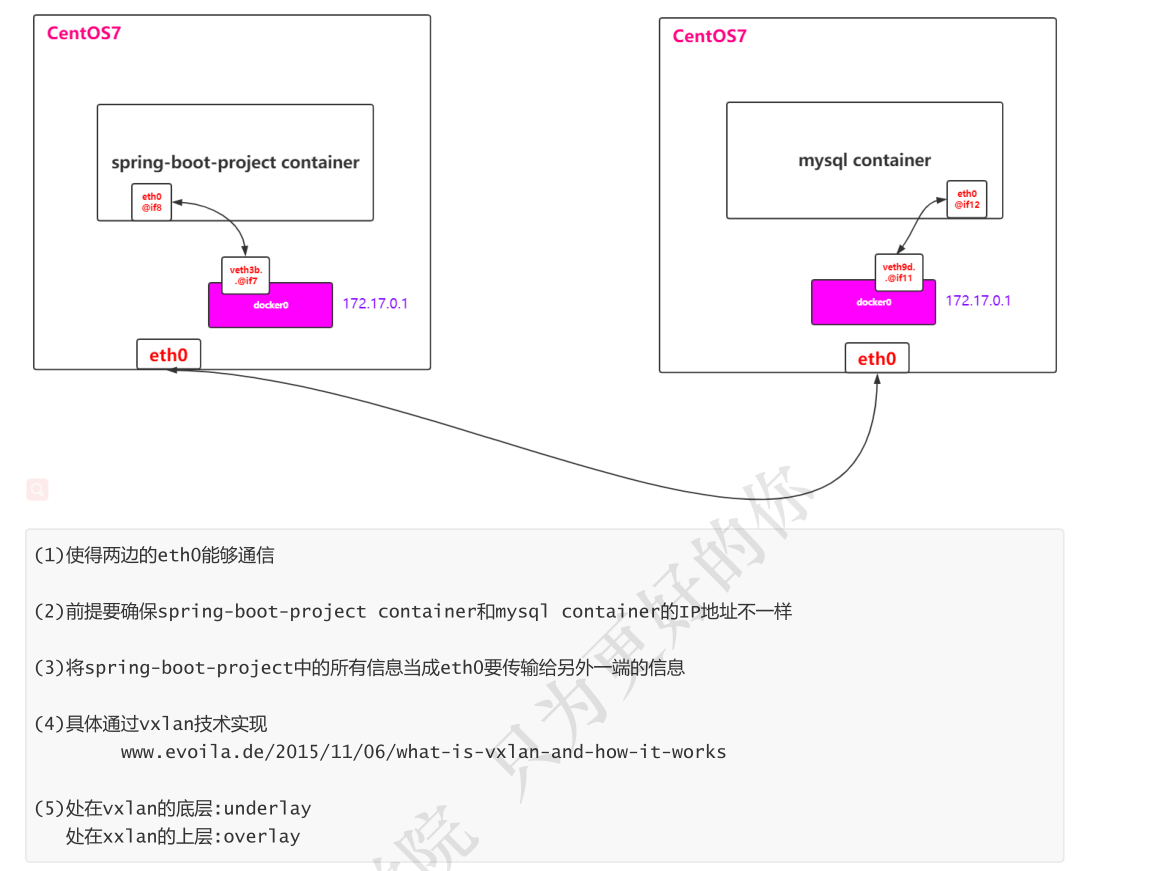 CentOS7
CentOS7
spring-boot-project container
mysql container
eth0
@if8
eth0
@if12
veth3b.
.@if7
veth9d.
.@if11
docker0
172.17.0.1
docker0
172.17.0.1
eth0
eth0
(1)使得两边的eth0能够通信
(2)前提要确保spring-boot-project container和mysql container的IP地址不一样
(3)将spring-boot-project中的所有信息当成eth0要传输给另外一端的信息
(4)具体通过vxlan技术实现
www.evoila.de/2015/11/06/what-is-vxlan-and-how-it-works
(5)处在vxlan的底层:underlay
处在xxlan的上层:overlay
院 只为更好的你